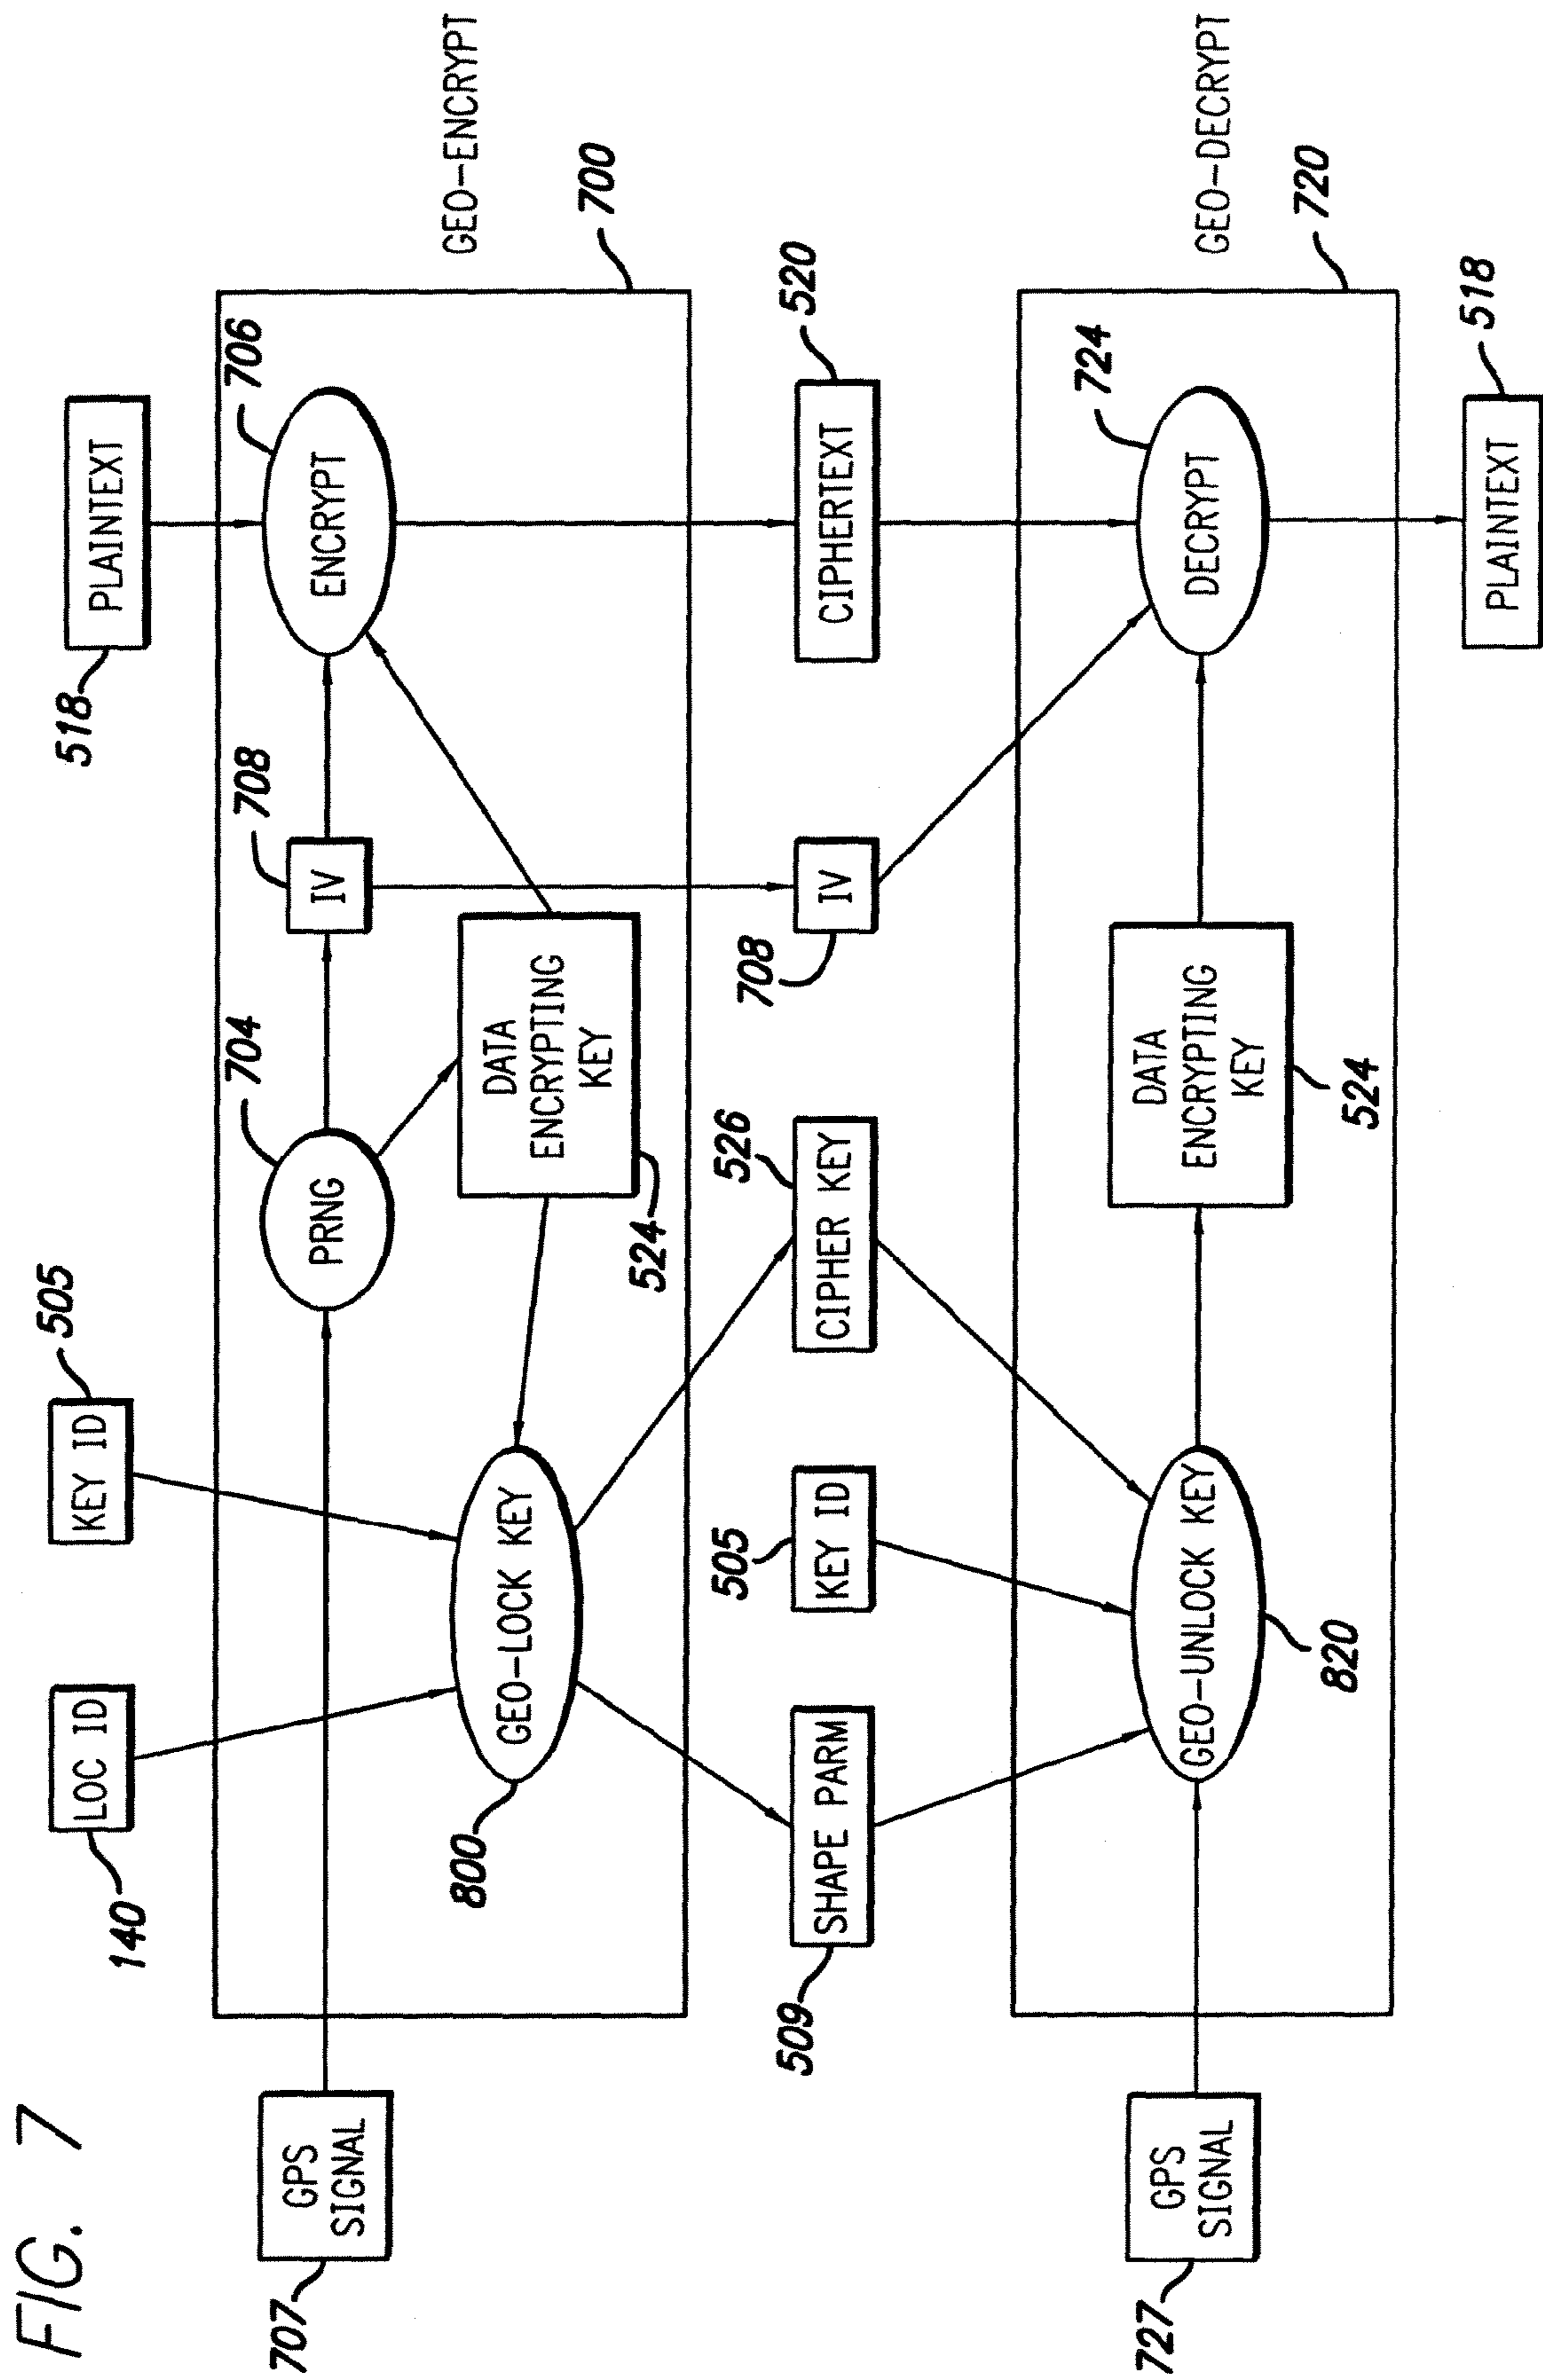 FIG. 7
140
LOC ID
KEY ID
505
518
PLAINTEXT
707
GPS
SIGNAL
PRNG
704
IV
708
ENCRYPT
706
800
GEO-LOCK KEY
DATA
ENCRYPTING
KEY
524
GEO-ENCRYPT
700
509
SHAPE PARM
505
KEY ID
526
CIPHER KEY
708
IV
CIPHERTEXT
520
727
GPS
SIGNAL
GEO-UNLOCK KEY
820
DATA
ENCRYPTING
KEY
524
DECRYPT
724
GEO-DECRYPT
720
PLAINTEXT
518